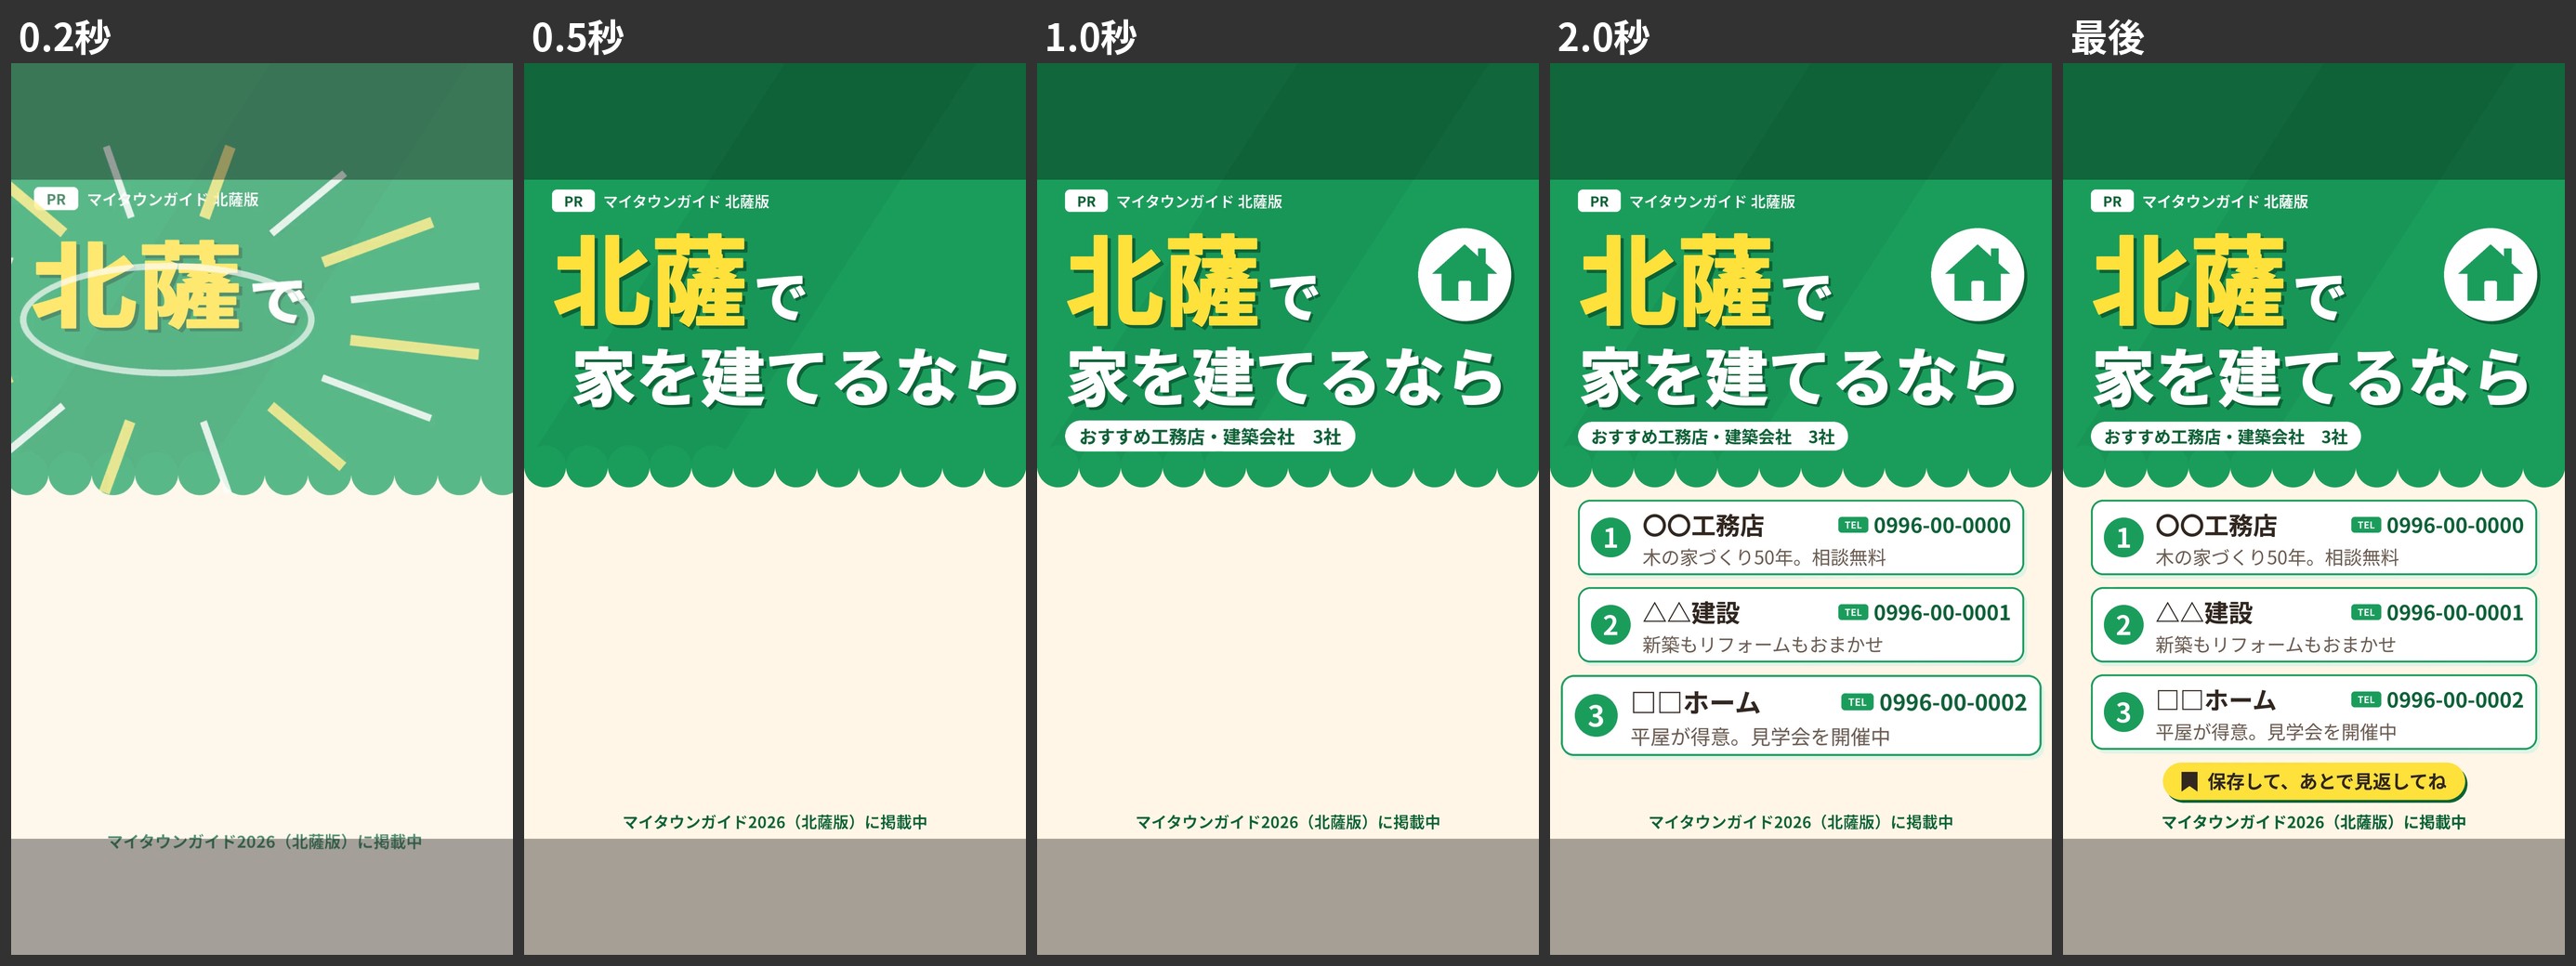 0.2秒
PR マイタウンガイド 北薩版
北薩で
マイタウンガイド2026（北薩版）に掲載中
0.5秒
PR マイタウンガイド 北薩版
北薩で
家を建てるなら
マイタウンガイド2026（北薩版）に掲載中
1.0秒
PR マイタウンガイド 北薩版
北薩で
家を建てるなら
おすすめ工務店・建築会社　3社
マイタウンガイド2026（北薩版）に掲載中
2.0秒
PR マイタウンガイド 北薩版
北薩で
家を建てるなら
おすすめ工務店・建築会社　3社
1 〇〇工務店 TEL 0996-00-0000
木の家づくり50年。相談無料
2 △△建設 TEL 0996-00-0001
新築もリフォームもおまかせ
3 □□ホーム TEL 0996-00-0002
平屋が得意。見学会を開催中
マイタウンガイド2026（北薩版）に掲載中
最後
PR マイタウンガイド 北薩版
北薩で
家を建てるなら
おすすめ工務店・建築会社　3社
1 〇〇工務店 TEL 0996-00-0000
木の家づくり50年。相談無料
2 △△建設 TEL 0996-00-0001
新築もリフォームもおまかせ
3 □□ホーム TEL 0996-00-0002
平屋が得意。見学会を開催中
保存して、あとで見返してね
マイタウンガイド2026（北薩版）に掲載中